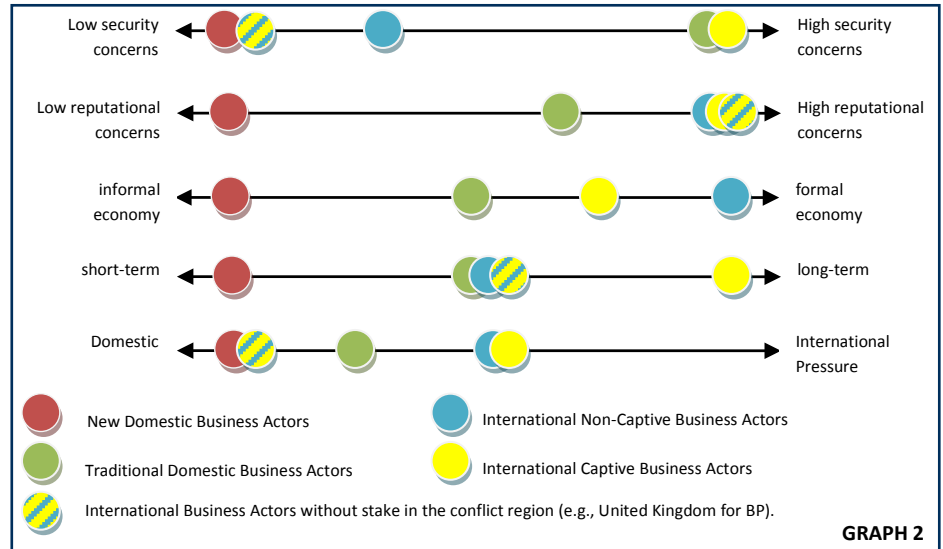 Low security
concerns
High security
concerns
Low reputational
concerns
High reputational
concerns
informal
economy
formal
economy
short-term
long-term
Domestic
International
Pressure
New Domestic Business Actors
International Non-Captive Business Actors
Traditional Domestic Business Actors
International Captive Business Actors
International Business Actors without stake in the conflict region (e.g., United Kingdom for BP).
GRAPH 2